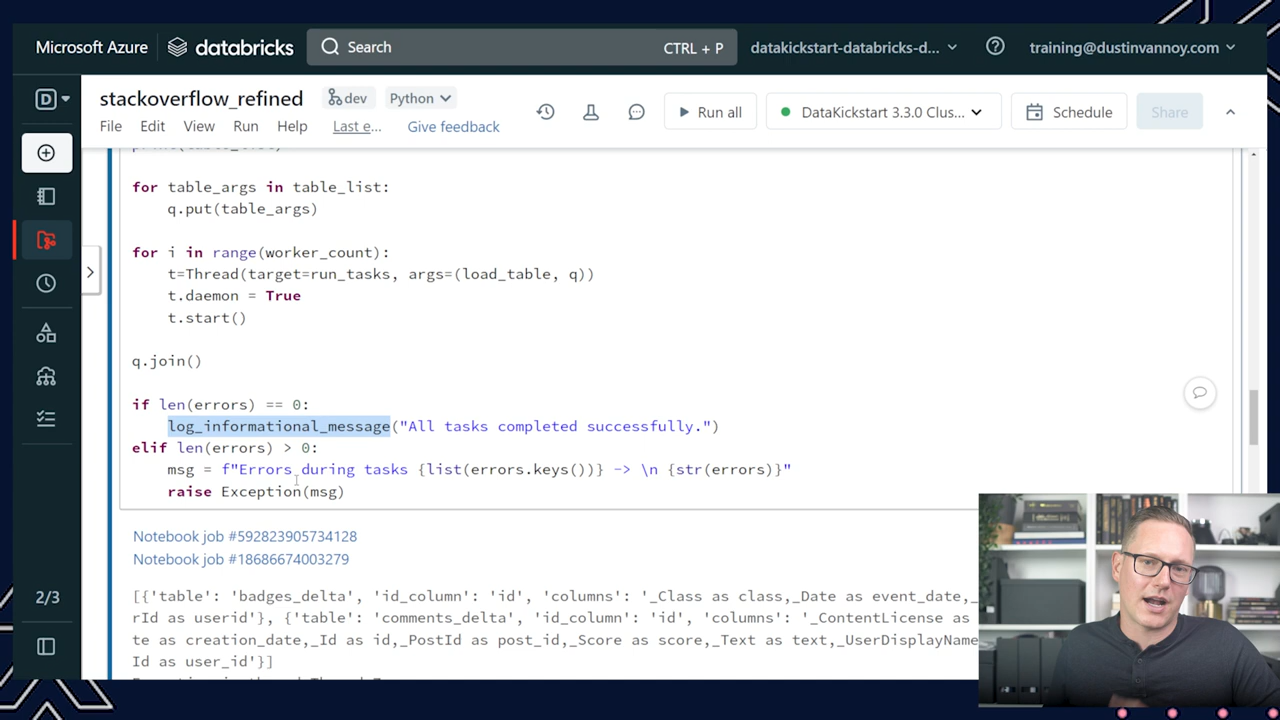 Microsoft Azure databricks Search CTRL + P datakickstart-databricks-d... training@dustinvannoy.com
D stackoverflow_refined dev Python
File Edit View Run Help Last e... Give feedback Run all DataKickstart 3.3.0 Clus... Schedule Share
for table_args in table_list:
q.put(table_args)
for i in range(worker_count):
t=Thread(target=run_tasks, args=(load_table, q))
t.daemon = True
t.start()
q.join()
if len(errors) == 0:
log_informational_message("All tasks completed successfully.")
elif len(errors) > 0:
msg = f"Errors during tasks {list(errors.keys())} -> \n {str(errors)}"
raise Exception(msg)
Notebook job #592823905734128
Notebook job #18686674003279
[{'table': 'badges_delta', 'id_column': 'id', 'columns': '_Class as class,_Date as event_date,_
rId as userid'}, {'table': 'comments_delta', 'id_column': 'id', 'columns': '_ContentLicense as
te as creation_date,_Id as id,_PostId as post_id,_Score as score,_Text as text,_UserDisplayName
Id as user_id'}]
2/3